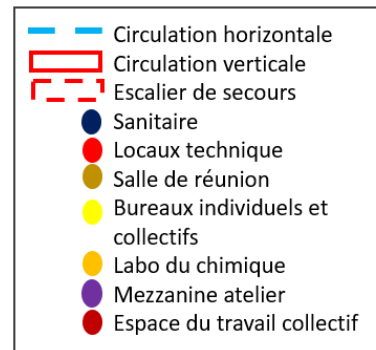 Circulation horizontale
Circulation verticale
Escalier de secours
Sanitaire
Locaux technique
Salle de réunion
Bureaux individuels et
collectifs
Labo du chimique
Mezzanine atelier
Espace du travail collectif